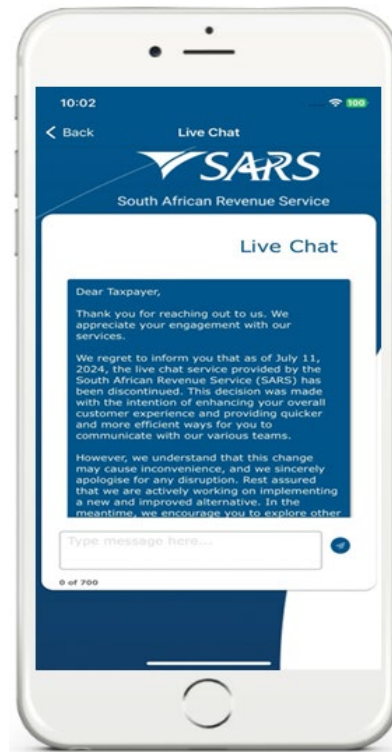 10:02
100
Back
Live Chat
SARS
South African Revenue Service
Live Chat
Dear Taxpayer,
Thank you for reaching out to us. We
appreciate your engagement with our
services.
We regret to inform you that as of July 11,
2024, the live chat service provided by the
South African Revenue Service (SARS) has
been discontinued. This decision was made
with the intention of enhancing your overall
customer experience and providing quicker
and more efficient ways for you to
communicate with our various teams.
However, we understand that this change
may cause inconvenience, and we sincerely
apologise for any disruption. Rest assured
that we are actively working on implementing
a new and improved alternative. In the
meantime, we encourage you to explore other
Type message here...
0 of 700